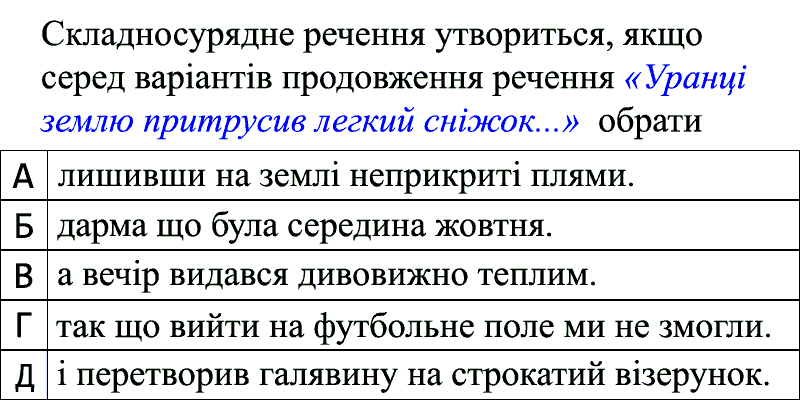 Складносурядне речення утвориться, якщо
серед варіантів продовження речення «Уранці
землю притрусив легкий сніжок...» обрати
А лишивши на землі неприкриті плями.
Б дарма що була середина жовтня.
В а вечір видався дивовижно теплим.
Г так що вийти на футбольне поле ми не змогли.
Д і перетворив галявину на строкатий візерунок.